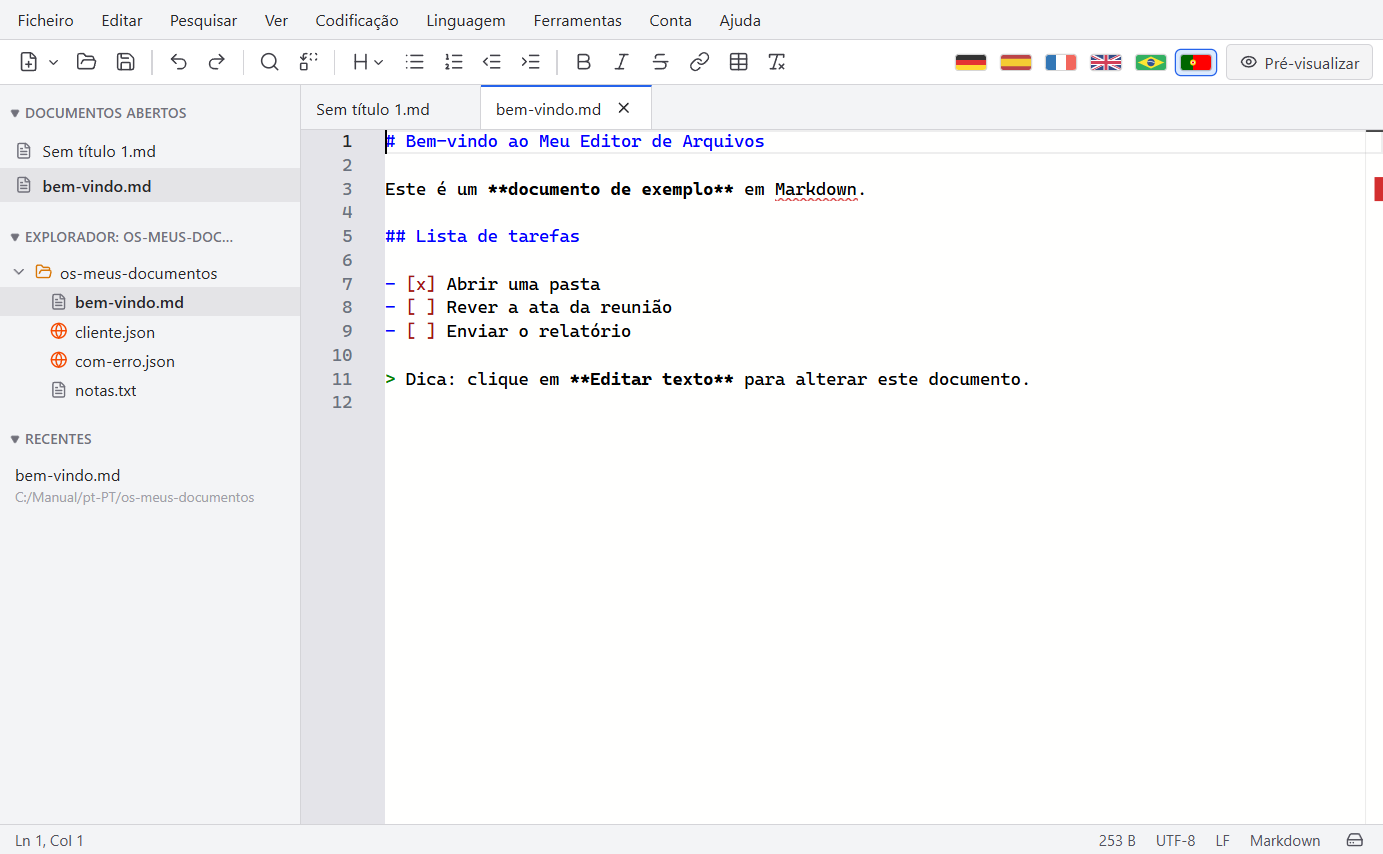 Ficheiro Editar Pesquisar Ver Codificação Linguagem Ferramentas Conta Ajuda
Pré-visualizar
DOCUMENTOS ABERTOS
Sem título 1.md
bem-vindo.md
EXPLORADOR: OS-MEUS-DOC...
os-meus-documentos
bem-vindo.md
cliente.json
com-erro.json
notas.txt
RECENTES
bem-vindo.md
C:/Manual/pt-PT/os-meus-documentos
Sem título 1.md bem-vindo.md
1 # Bem-vindo ao Meu Editor de Arquivos
2
3 Este é um **documento de exemplo** em Markdown.
4
5 ## Lista de tarefas
6
7 - [x] Abrir uma pasta
8 - [ ] Rever a ata da reunião
9 - [ ] Enviar o relatório
10
11 > Dica: clique em **Editar texto** para alterar este documento.
12
Ln 1, Col 1 253 B UTF-8 LF Markdown